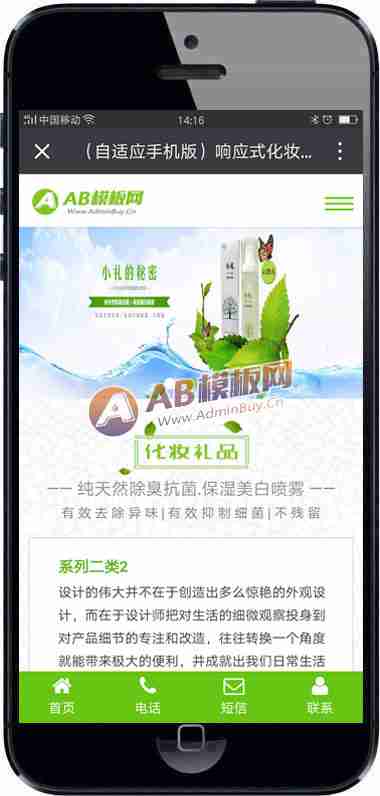 中国移动
14:16
（自适应手机版）响应式化妆...
AB模板网
Www.AdminBuy.Cn
小礼的秘密
AB模板网
www.AdminBuy.Cn
化妆礼品
—— 纯天然除臭抗菌.保湿美白喷雾 ——
有效去除异味|有效抑制细菌|不残留
系列二类2
设计的伟大并不在于创造出多么惊艳的外观设
计，而在于设计师把对生活的细微观察投身到
对产品细节的专注和改造，往往转换一个角度
就能带来极大的便利，并成就出我们日常生活
首页
电话
短信
联系